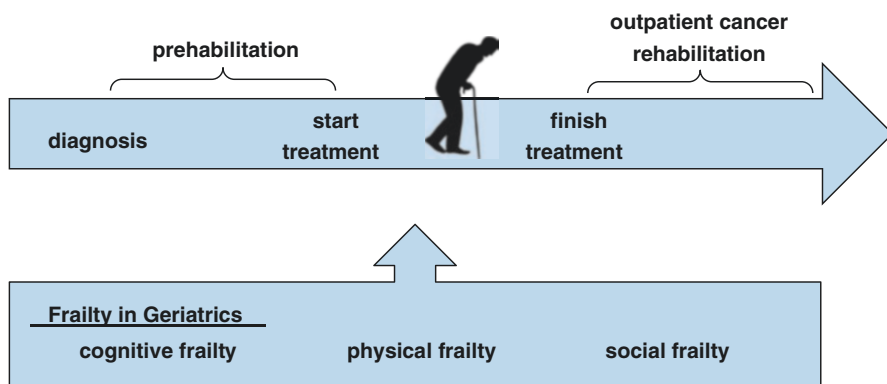 prehabilitation
outpatient cancer
rehabilitation
diagnosis
start
treatment
finish
treatment
Frailty in Geriatrics
cognitive frailty
physical frailty
social frailty